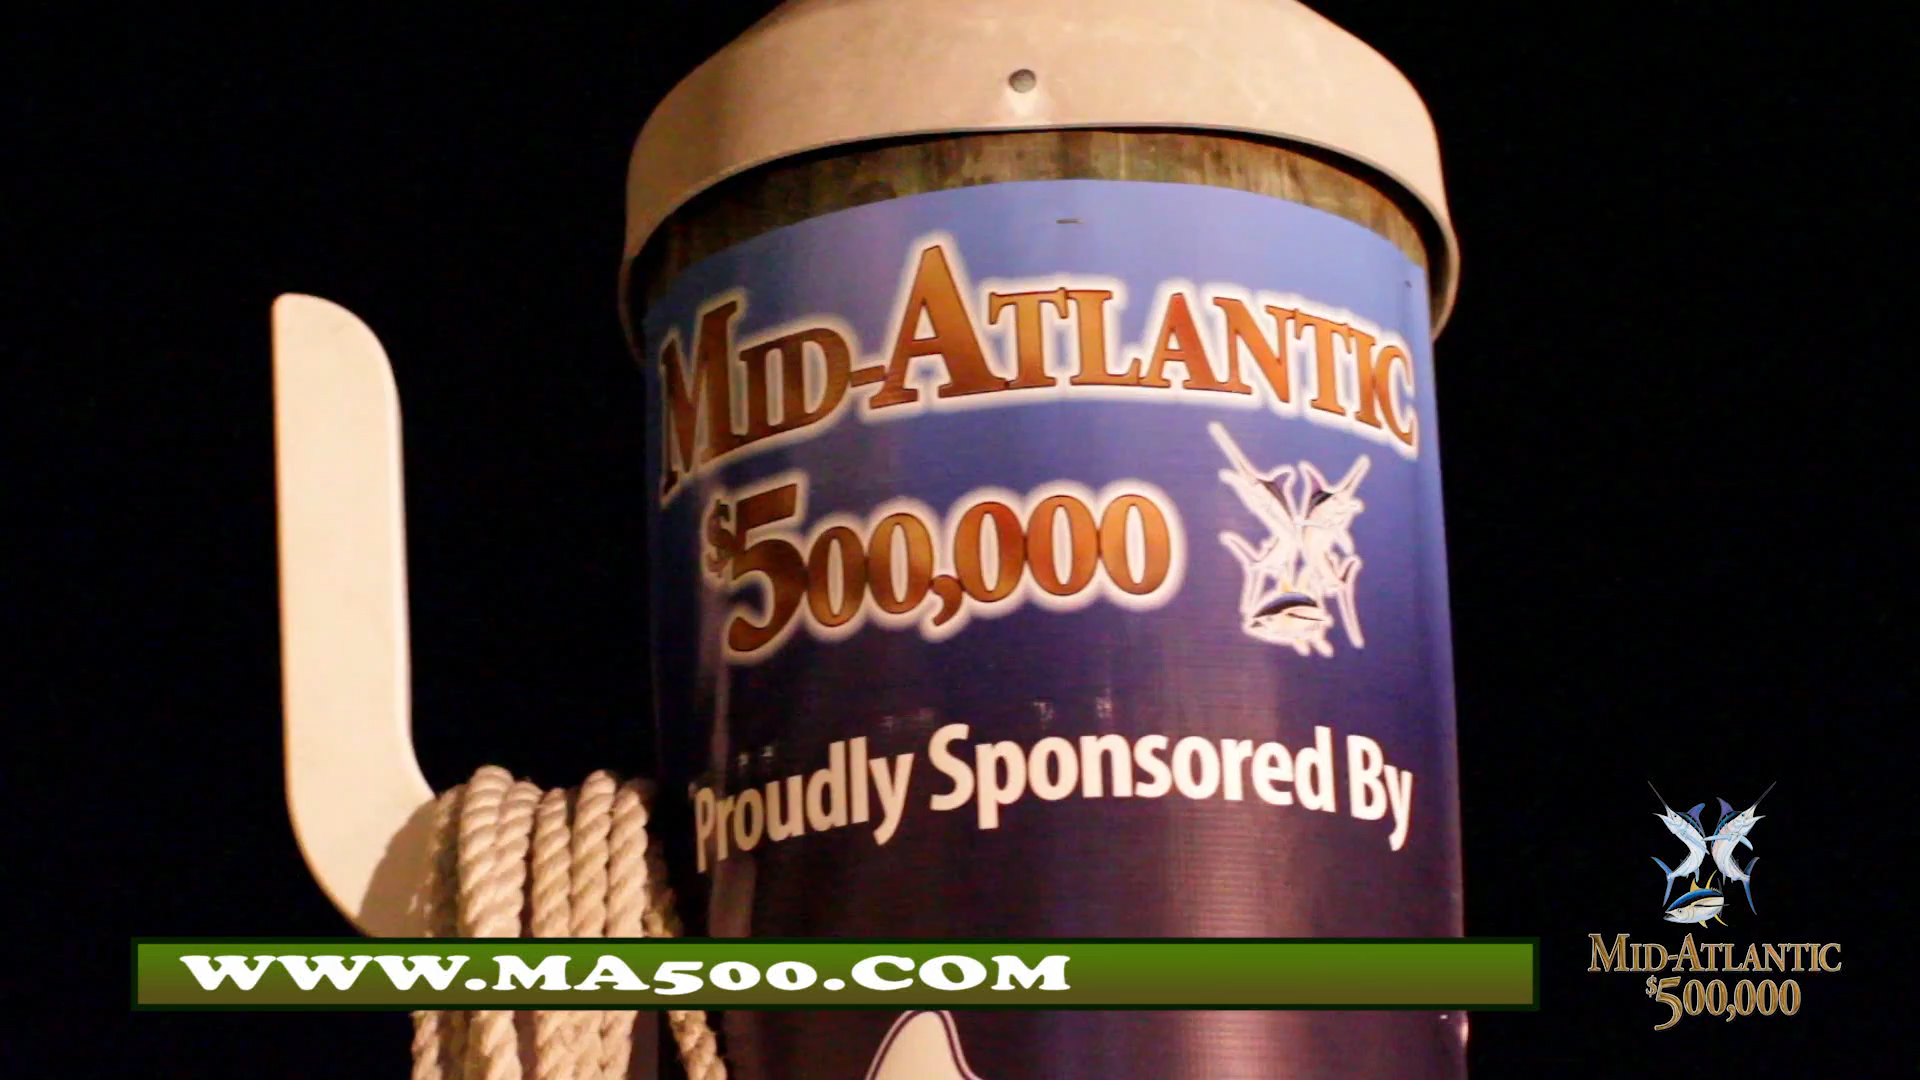 MID-ATLANTIC
$500,000
Proudly Sponsored By
WWW.MA500.COM
MID-ATLANTIC
$500,000